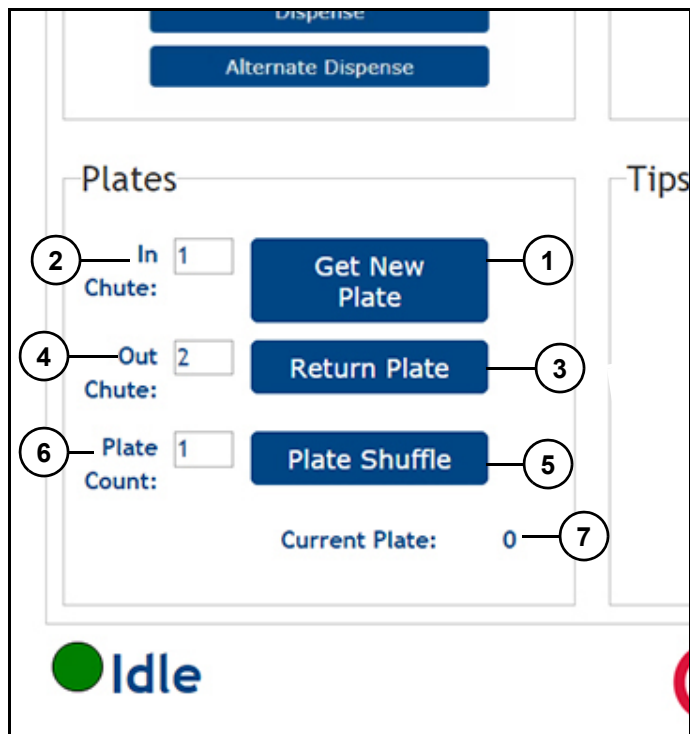 Dispense
Alternate Dispense
Plates
Tips
2
In
Chute:
1
Get New
Plate
1
4
Out
Chute:
2
Return Plate
3
6
Plate
Count:
1
Plate Shuffle
5
Current Plate:
0
7
Idle